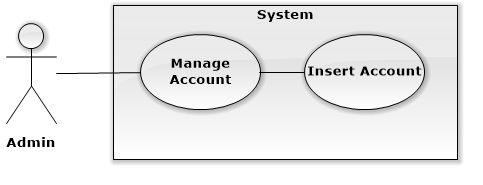 System
Manage
Account
Insert Account
Admin